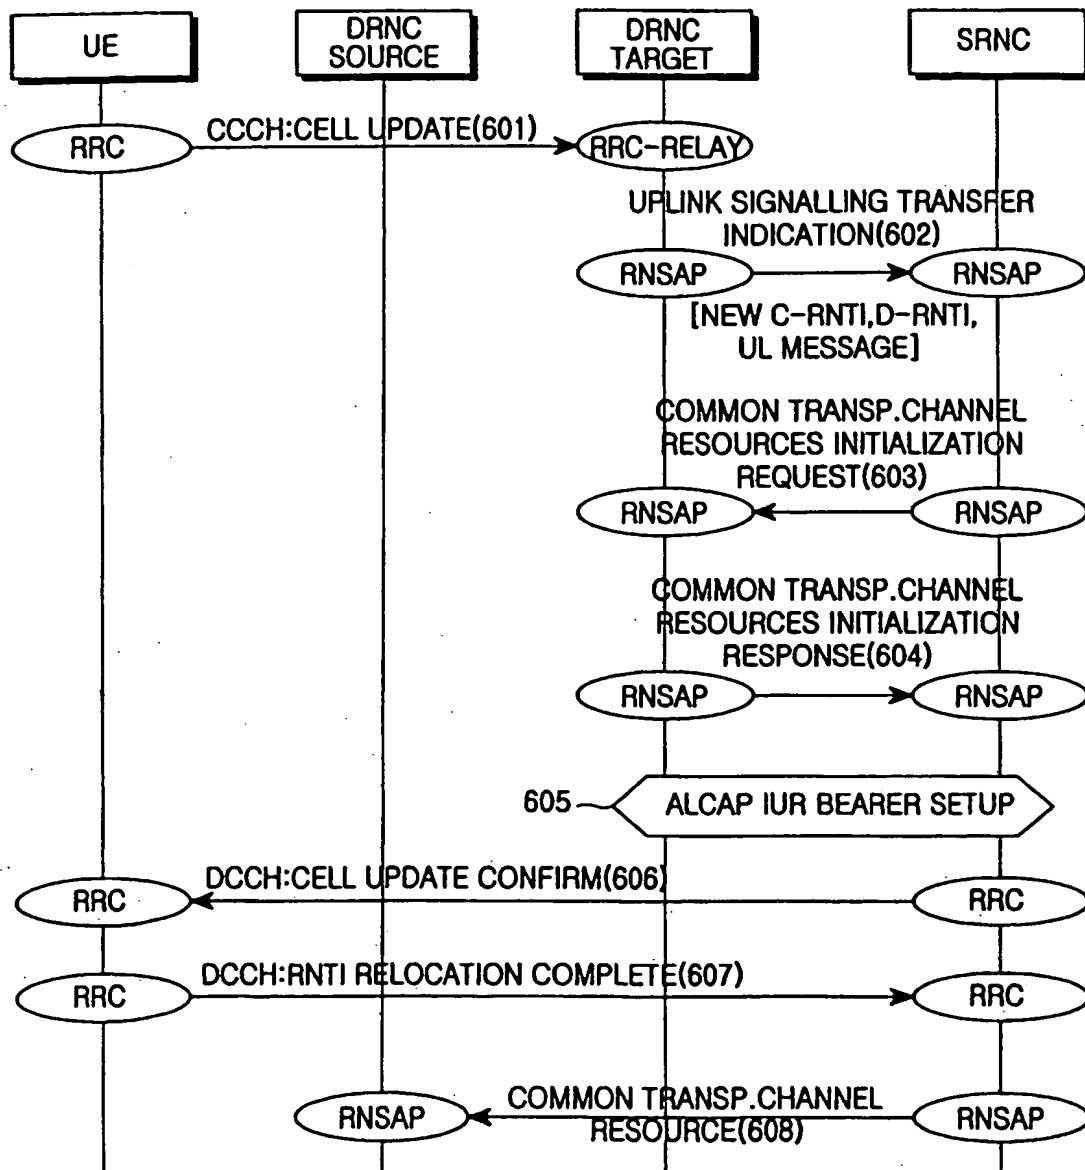 UE
DRNC
SOURCE
DRNC
TARGET
SRNC
CCCH:CELL UPDATE(601)
RRC
RRC-RELAY
UPLINK SIGNALLING TRANSFER
INDICATION(602)
RNSAP
RNSAP
[NEW C-RNTI,D-RNTI,
UL MESSAGE]
COMMON TRANSP.CHANNEL
RESOURCES INITIALIZATION
REQUEST(603)
RNSAP
RNSAP
COMMON TRANSP.CHANNEL
RESOURCES INITIALIZATION
RESPONSE(604)
RNSAP
RNSAP
605
ALCAP IUR BEARER SETUP
DCCH:CELL UPDATE CONFIRM(606)
RRC
RRC
DCCH:RNTI RELOCATION COMPLETE(607)
RRC
RRC
COMMON TRANSP.CHANNEL
RESOURCE(608)
RNSAP
RNSAP